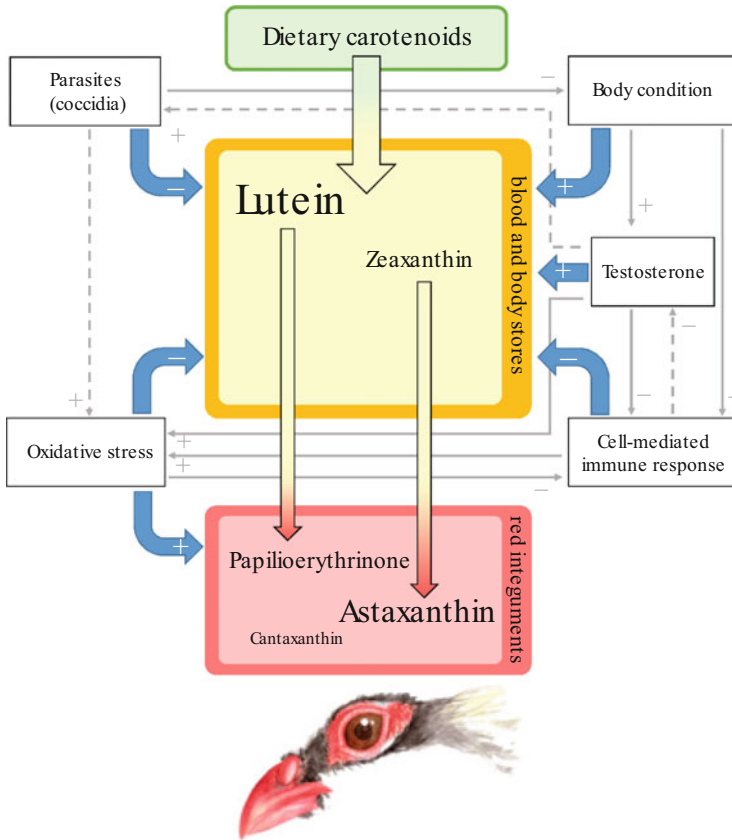 Dietary carotenoids
Parasites
(coccidia)
Body condition
−
+
−
+
Lutein
blood and body stores
+
Zeaxanthin
+
Testosterone
−
−
−
−
−
+
Oxidative stress
+
+
Cell-mediated
immune response
−
+
red integuments
Papilioerythrinone
Astaxanthin
Cantaxanthin